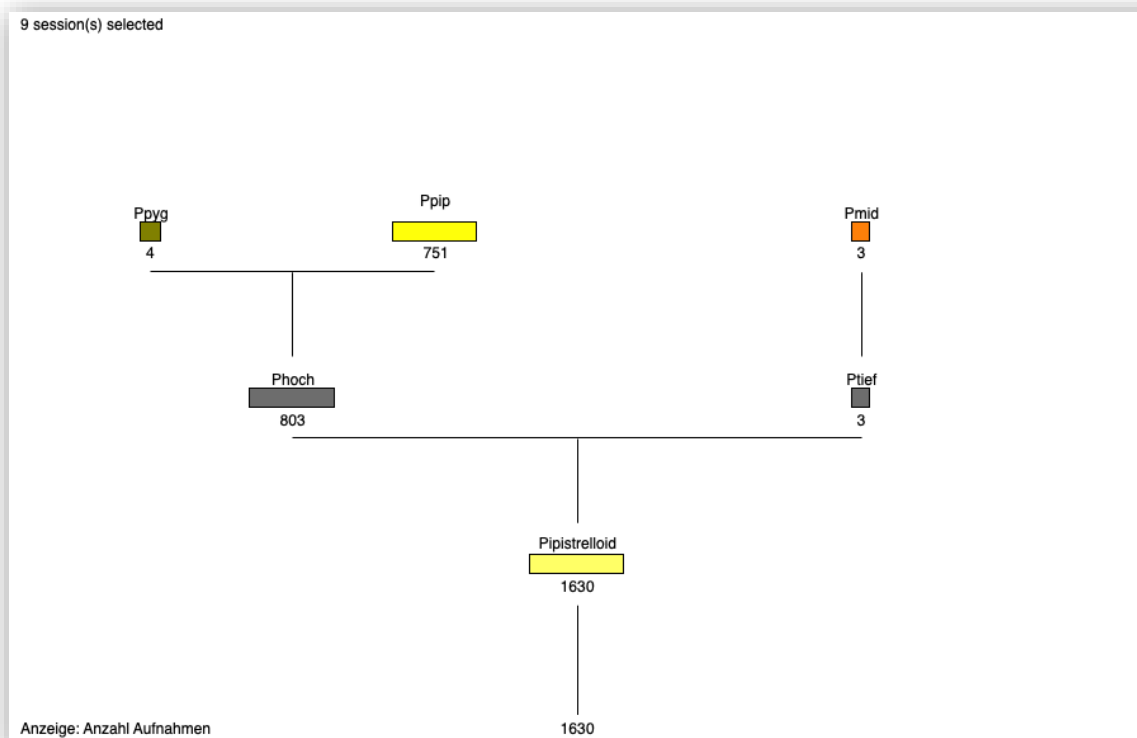 9 session(s) selected
Ppyg
Ppip
Pmid
4
751
3
Phoch
Ptief
803
3
Pipistrelloid
1630
Anzeige: Anzahl Aufnahmen
1630